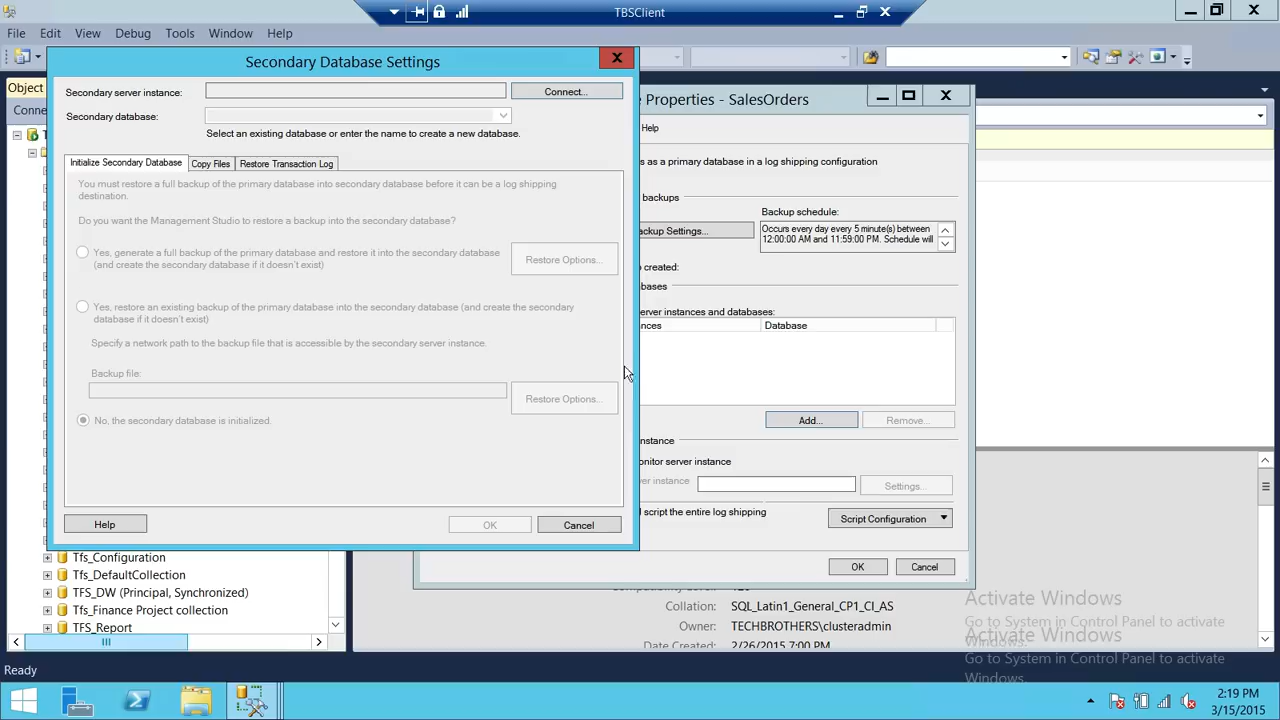 TBSClient
File Edit View Debug Tools Window Help
Object
Conne
Secondary Database Settings
Secondary server instance:
Connect...
Secondary database:
Select an existing database or enter the name to create a new database.
Initialize Secondary Database
Copy Files
Restore Transaction Log
You must restore a full backup of the primary database into secondary database before it can be a log shipping
destination.
Do you want the Management Studio to restore a backup into the secondary database?
Yes, generate a full backup of the primary database and restore it into the secondary database
(and create the secondary database if it doesn't exist)
Restore Options...
Yes, restore an existing backup of the primary database into the secondary database (and create the secondary
database if it doesn't exist)
Specify a network path to the backup file that is accessible by the secondary server instance.
Backup file:
Restore Options...
No, the secondary database is initialized.
Help
OK
Cancel
e Properties - SalesOrders
Help
s as a primary database in a log shipping configuration
backups
Backup schedule:
ackup Settings...
Occurs every day every 5 minute(s) between
12:00:00 AM and 11:59:00 PM. Schedule will
created:
bases
erver instances and databases:
nces
Database
Add...
Remove...
nstance
onitor server instance
rver instance
Settings...
script the entire log shipping
Script Configuration
OK
Cancel
Tfs_Configuration
Tfs_DefaultCollection
TFS_DW (Principal, Synchronized)
Tfs_Finance Project collection
TFS_Report
Collation:
SQL_Latin1_General_CP1_CI_AS
Owner:
TECHBROTHERS\clusteradmin
Date Created:
2/26/2015 7:00 PM
Activate Windows
Go to System in Control Panel to activate
Windows.
Activate Windows
Go to System in Control Panel to activate
Windows.
Ready
2:19 PM
3/15/2015